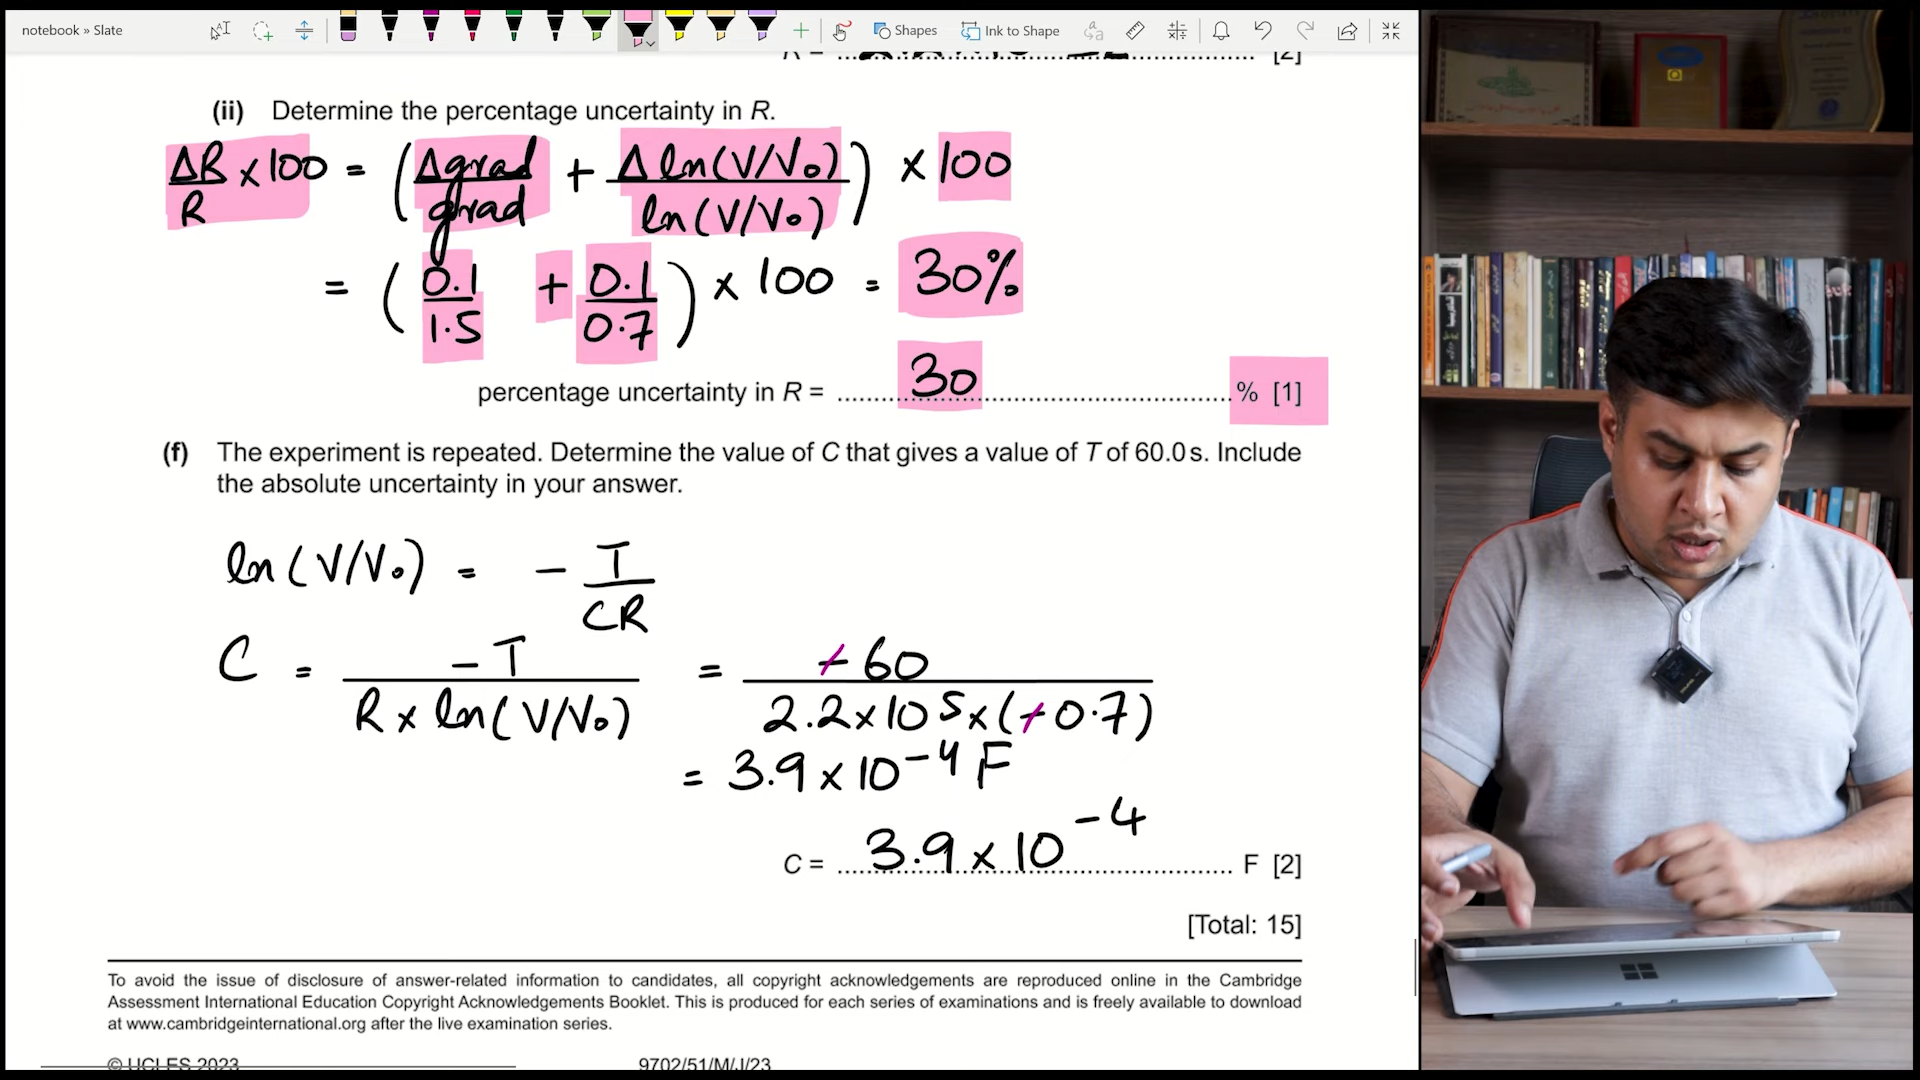 notebook » Slate
Shapes
Ink to Shape
[2]
(ii) Determine the percentage uncertainty in R.
ΔR/R × 100 = (Δgrad/grad + Δln(V/V₀)/ln(V/V₀)) × 100
= (0.1/1.5 + 0.1/0.7) × 100 = 30%
percentage uncertainty in R = 30 % [1]
(f) The experiment is repeated. Determine the value of C that gives a value of T of 60.0 s. Include
the absolute uncertainty in your answer.
ln(V/V₀) = - T/CR
C = -T/R × ln(V/V₀) = -60/2.2×10⁵×(-0.7)
= 3.9×10⁻⁴ F
C = 3.9×10⁻⁴ F [2]
[Total: 15]
To avoid the issue of disclosure of answer-related information to candidates, all copyright acknowledgements are reproduced online in the Cambridge
Assessment International Education Copyright Acknowledgements Booklet. This is produced for each series of examinations and is freely available to download
at www.cambridgeinternational.org after the live examination series.
© UCLES 2023
9702/51/M/J/23